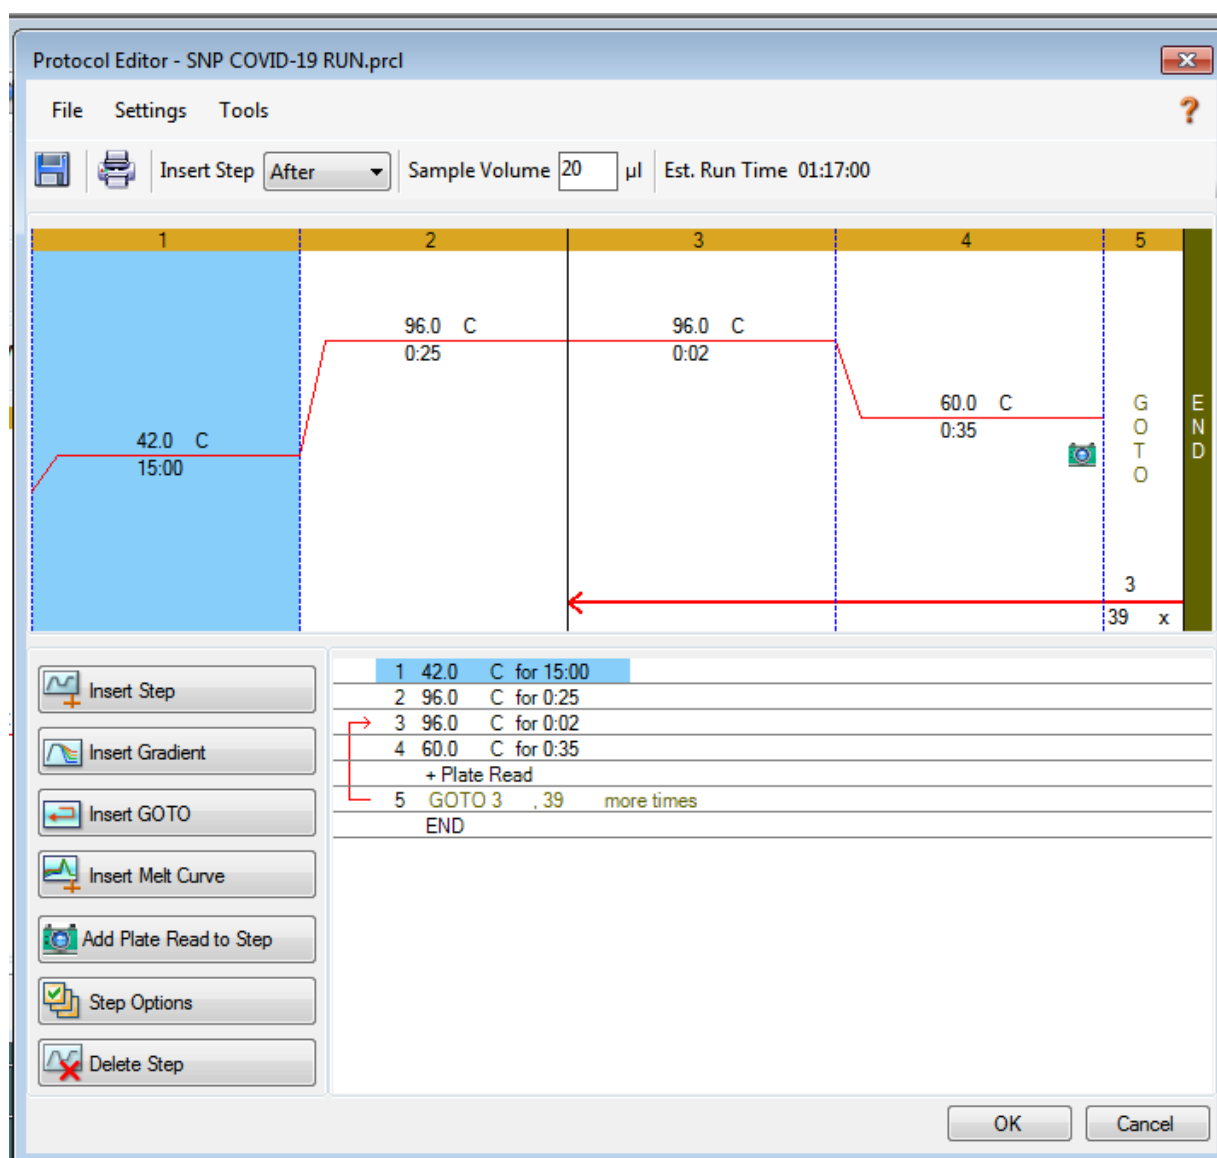 Protocol Editor - SNP COVID-19 RUN.prcl
File Settings Tools ?
Insert Step After Sample Volume 20 µl Est. Run Time 01:17:00
1 2 3 4 5
96.0 C 96.0 C
0:25 0:02
60.0 C
0:35
42.0 C
15:00
GOTO
END
3
39 x
Insert Step
Insert Gradient
Insert GOTO
Insert Melt Curve
Add Plate Read to Step
Step Options
Delete Step
1 42.0 C for 15:00
2 96.0 C for 0:25
3 96.0 C for 0:02
4 60.0 C for 0:35
+ Plate Read
5 GOTO 3 , 39 more times
END
OK Cancel